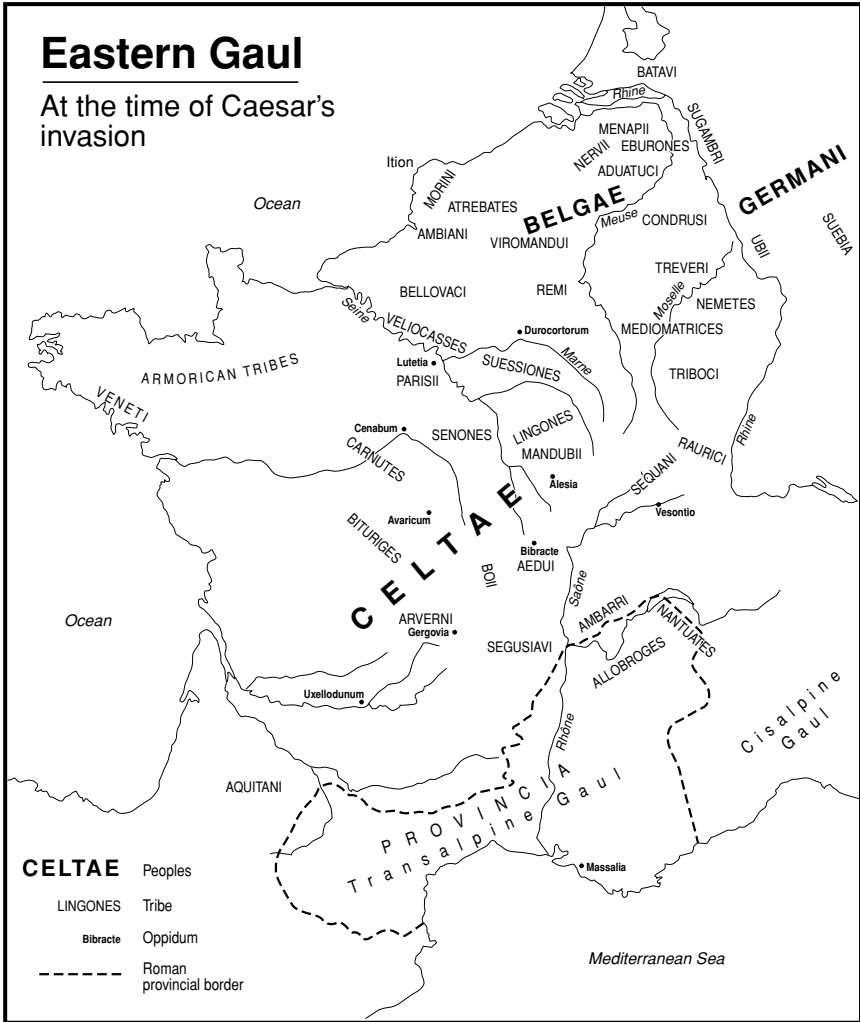 Eastern Gaul
At the time of Caesar's
invasion
BATAVI
Rhine
SUGAMBRI
MENAPII
NERVII
EBURONES
ADUATUCI
Ition
MORINI
GERMANI
Ocean
ATREBATES
BELGAE
Meuse
CONDRUSI
SUEBIA
AMBIANI
VIROMANDUI
UBII
TREVERI
BELLOVACI
REMI
Moselle
NEMETES
Seine
VELIOCASSES
Durocortorum
MEDIOMATRICES
Lutetia
PARISII
SUESSIONES
Marne
ARMORICAN TRIBES
TRIBOCI
VENETI
Cenabum
CARNUTES
SENONES
LINGONES
MANDUBII
Rhine
RAURICI
SEQUANI
Alesia
Vesontio
Avaricum
BITURIGES
CELTAE
Bibracte
AEDUI
BOII
Saône
Ocean
ARVERNI
Gergovia
AMBARRI
NANTUATES
SEGUSIAVI
ALLOBROGES
Uxellodunum
Cisalpine
Gaul
Rhône
AQUITANI
PROVINCIA
Transalpine Gaul
Massalia
CELTAE Peoples
LINGONES Tribe
Bibracte Oppidum
Roman
provincial border
Mediterranean Sea